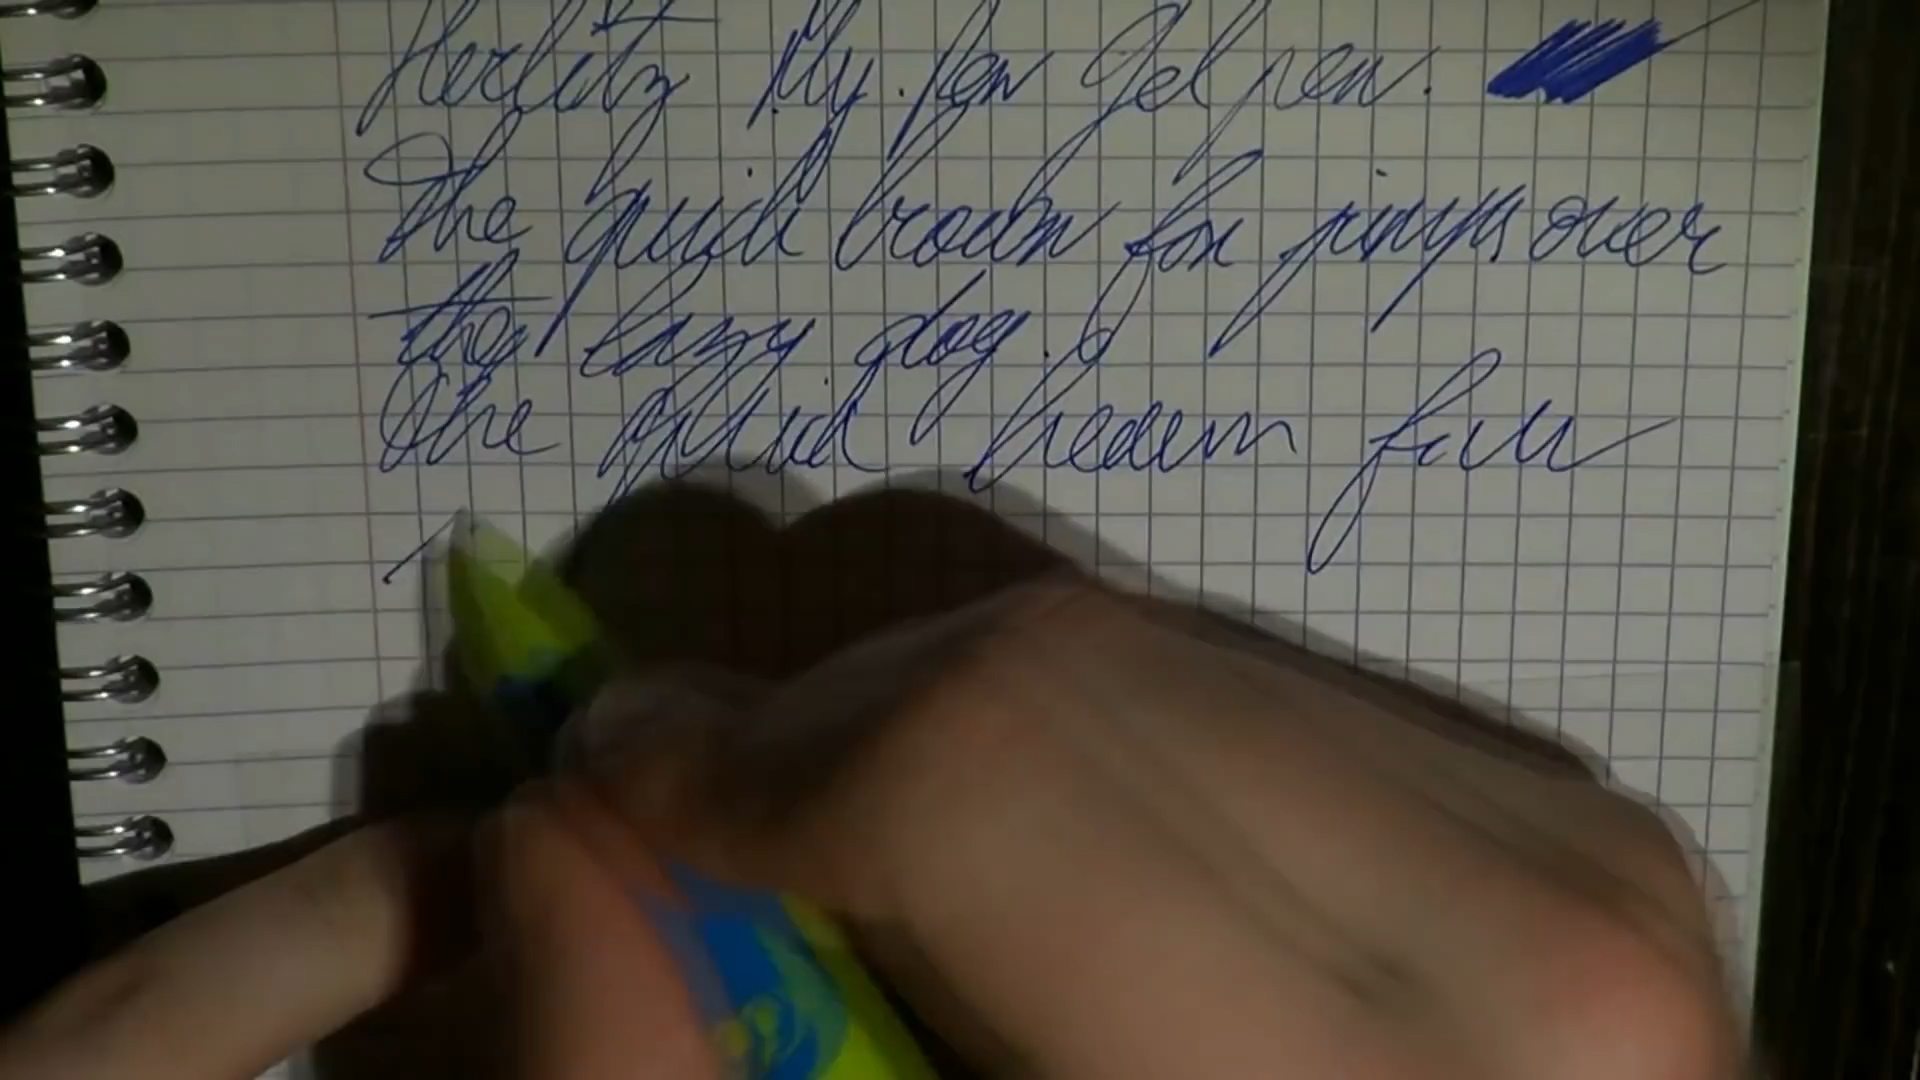 Herlitz My.Pen Gel pen.
The quick brown fox jumps over
the lazy dog.
The quick brown fox